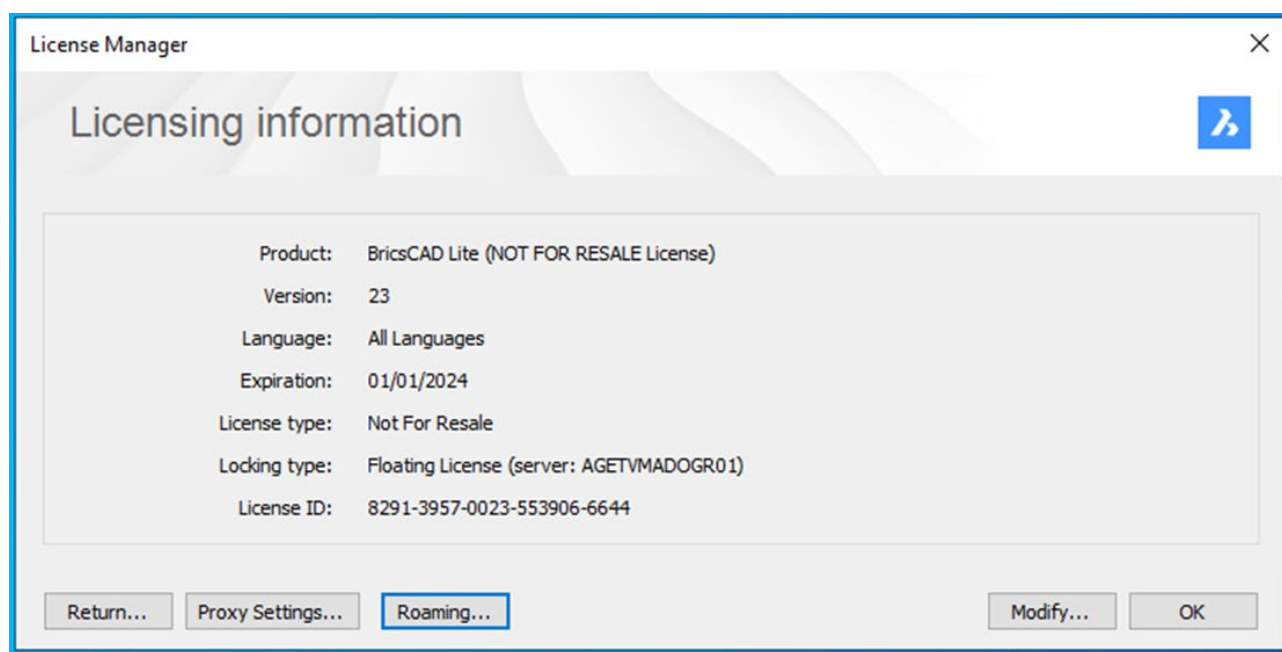 License Manager
Licensing information
Product: BricsCAD Lite (NOT FOR RESALE License)
Version: 23
Language: All Languages
Expiration: 01/01/2024
License type: Not For Resale
Locking type: Floating License (server: AGETVMADOGR01)
License ID: 8291-3957-0023-553906-6644
Return... Proxy Settings... Roaming... Modify... OK